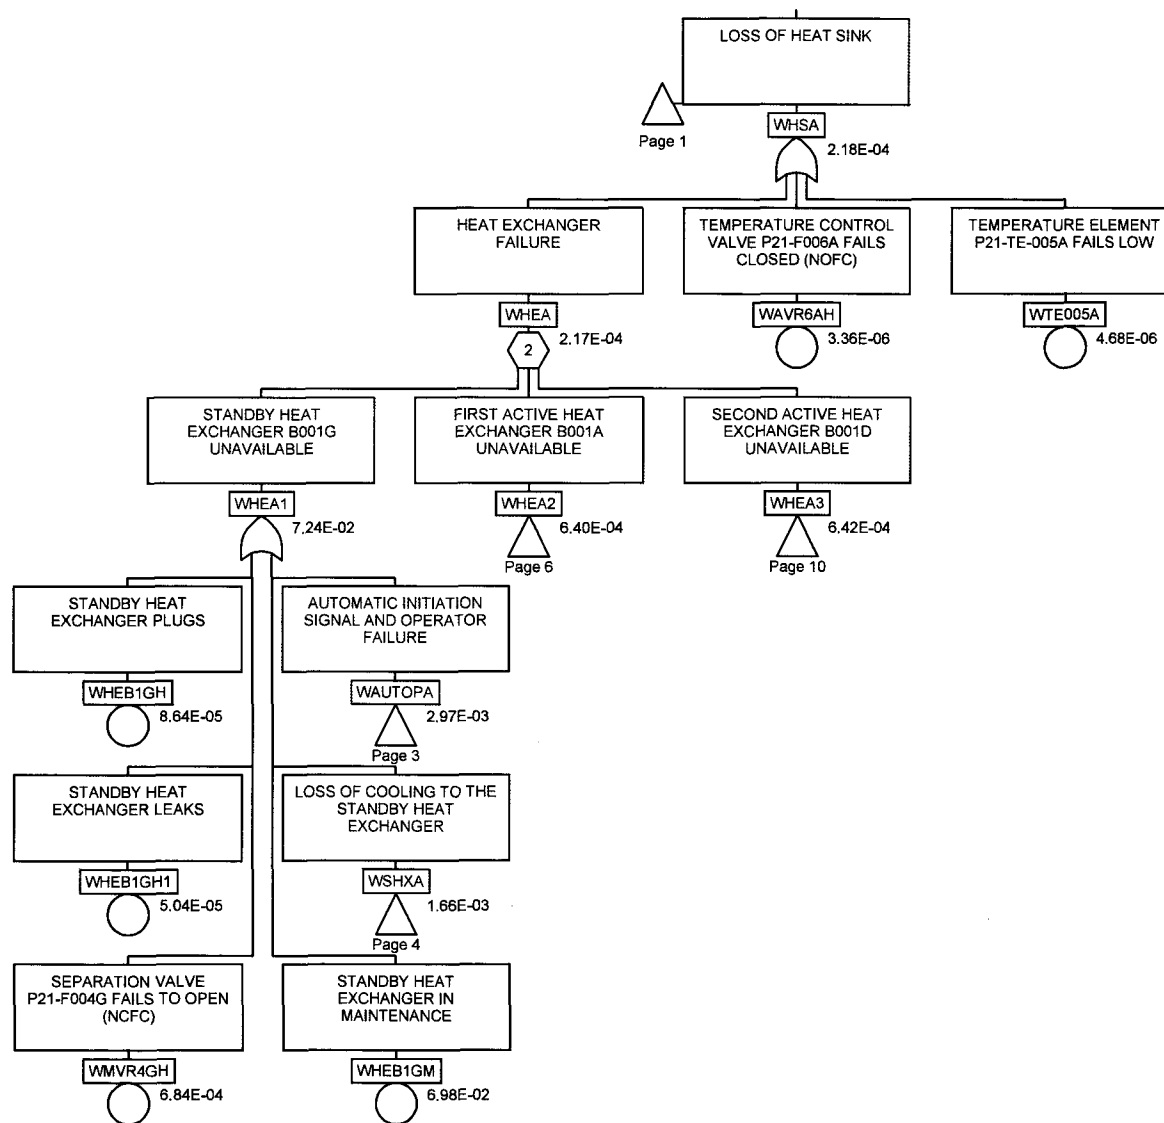 LOSS OF HEAT SINK
Page 1
WHSA
2.18E-04
HEAT EXCHANGER
FAILURE
WHEA
2.17E-04
2
TEMPERATURE CONTROL
VALVE P21-F006A FAILS
CLOSED (NOFC)
WAVR6AH
3.36E-06
TEMPERATURE ELEMENT
P21-TE-005A FAILS LOW
WTE005A
4.68E-06
STANDBY HEAT
EXCHANGER B001G
UNAVAILABLE
WHEA1
7.24E-02
FIRST ACTIVE HEAT
EXCHANGER B001A
UNAVAILABLE
WHEA2
6.40E-04
Page 6
SECOND ACTIVE HEAT
EXCHANGER B001D
UNAVAILABLE
WHEA3
6.42E-04
Page 10
STANDBY HEAT
EXCHANGER PLUGS
WHEB1GH
8.64E-05
AUTOMATIC INITIATION
SIGNAL AND OPERATOR
FAILURE
WAUTOPA
2.97E-03
Page 3
STANDBY HEAT
EXCHANGER LEAKS
WHEB1GH1
5.04E-05
LOSS OF COOLING TO THE
STANDBY HEAT
EXCHANGER
WSHXA
1.66E-03
Page 4
SEPARATION VALVE
P21-F004G FAILS TO OPEN
(NCFC)
WMVR4GH
6.84E-04
STANDBY HEAT
EXCHANGER IN
MAINTENANCE
WHEB1GM
6.98E-02